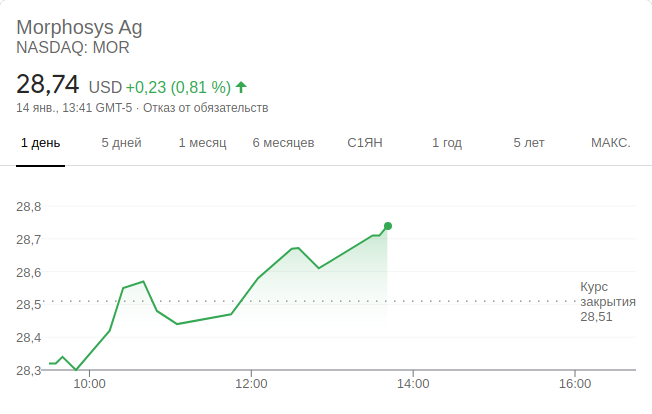 Morphosys Ag
NASDAQ: MOR
28,74 USD +0,23 (0,81 %)
14 янв., 13:41 GMT-5 · Отказ от обязательств
1 день 5 дней 1 месяц 6 месяцев С1ЯН 1 год 5 лет МАКС.
28,8
28,7
28,6
28,5
28,4
28,3
Курс
закрытия
28,51
10:00 12:00 14:00 16:00